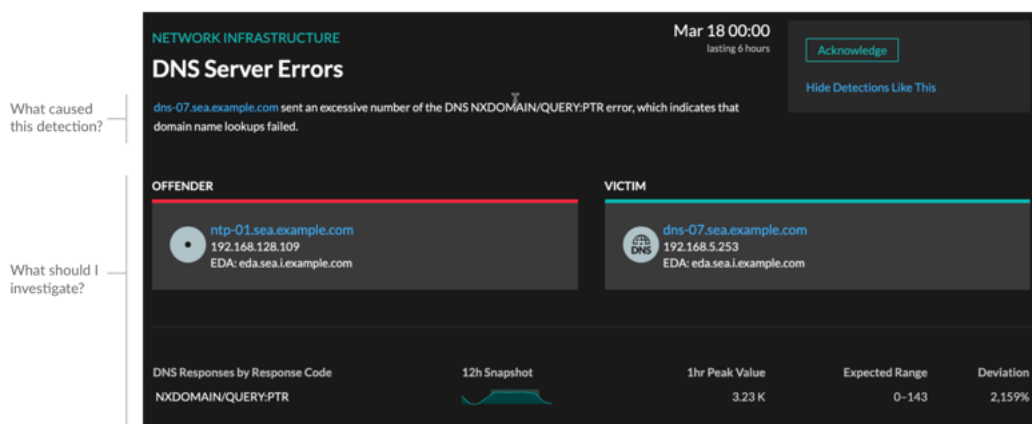 NETWORK INFRASTRUCTURE
DNS Server Errors
Mar 18 00:00
lasting 6 hours
Acknowledge
Hide Detections Like This
What caused
this detection?
dns-07.sea.example.com sent an excessive number of the DNS NXDOMAIN/QUERY:PTR error, which indicates that
domain name lookups failed.
What should I
investigate?
OFFENDER
ntp-01.sea.example.com
192.168.128.109
EDA: eda.sea.i.example.com
VICTIM
DNS
dns-07.sea.example.com
192.168.5.253
EDA: eda.sea.i.example.com
DNS Responses by Response Code 12h Snapshot 1hr Peak Value Expected Range Deviation
NXDOMAIN/QUERY:PTR 3.23 K 0–143 2,159%